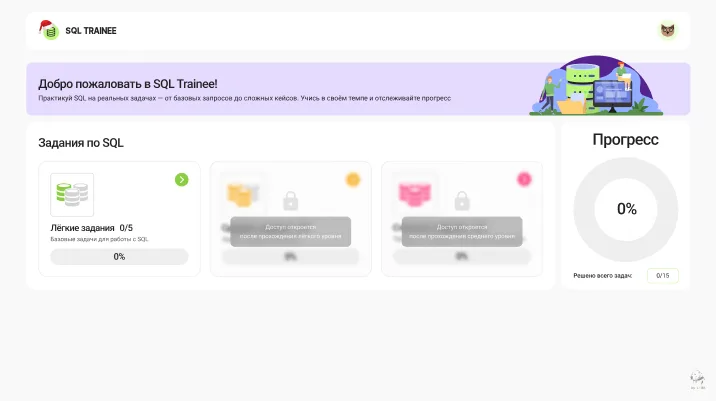 SQL TRAINEE
Добро пожаловать в SQL Trainee!
Практикуй SQL на реальных задачах — от базовых запросов до сложных кейсов. Учись в своём темпе и отслеживайте прогресс
Задания по SQL
Лёгкие задания 0/5
Базовые задачи для работы с SQL
0%
Доступ откроется
после прохождения лёгкого уровня
0%
Доступ откроется
после прохождения среднего уровня
0%
Прогресс
0%
Решено всего задач:
0/15